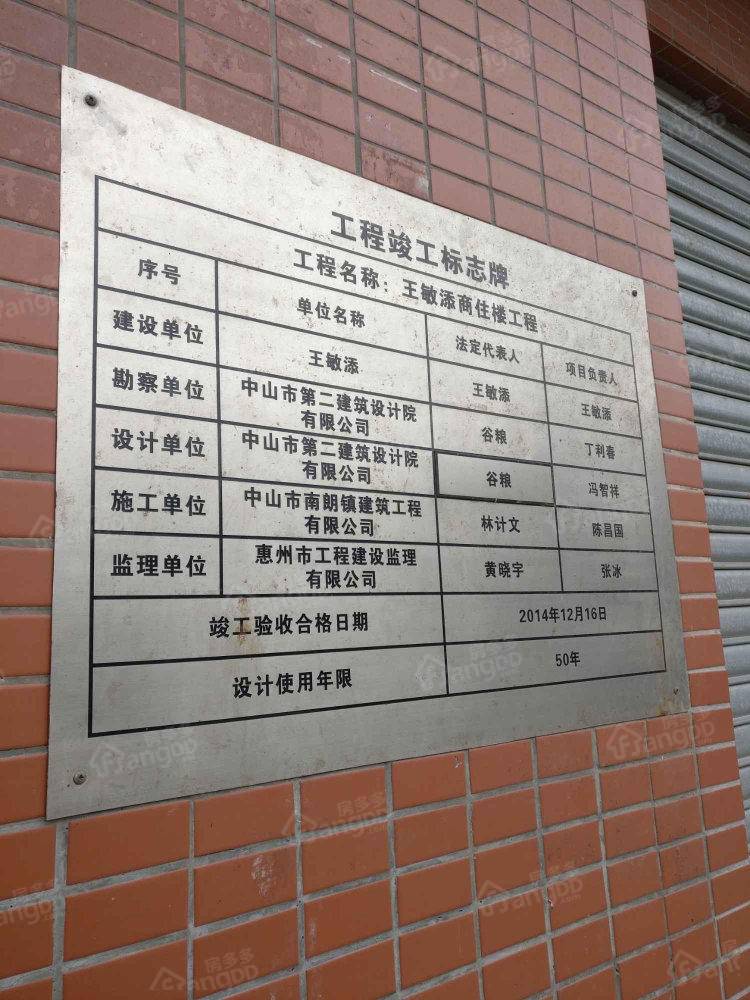 工程竣工标志牌
工程名称：王敏添商住楼工程
序号 单位名称 法定代表人 项目负责人
建设单位 王敏添 王敏添 王敏添
勘察单位 中山市第二建筑设计院 谷粮 丁利春
有限公司
设计单位 中山市第二建筑设计院 谷粮 冯智祥
有限公司
施工单位 中山市南朗镇建筑工程 林计文 陈昌国
有限公司
监理单位 惠州市工程建设监理 黄晓宇 张冰
有限公司
竣工验收合格日期 2014年12月16日
设计使用年限 50年
房多多